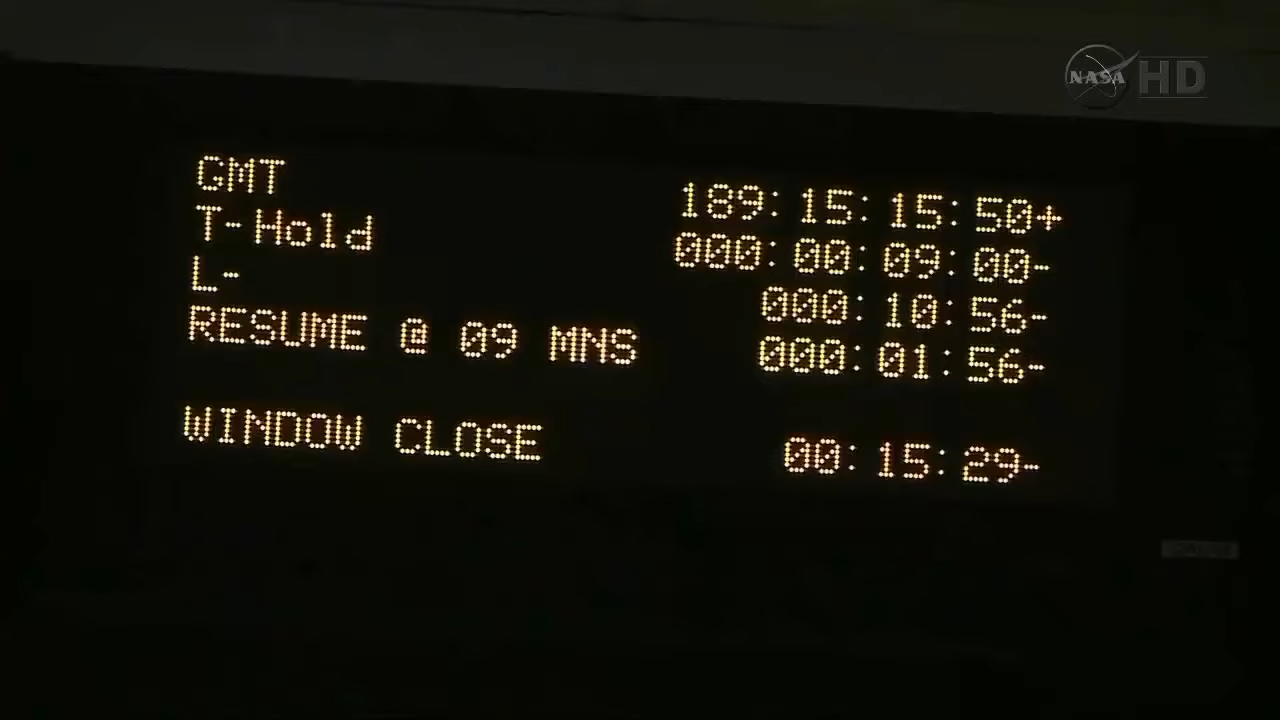 NASA HD
GMT 189:15:15:50+
T-Hold 000:00:09:00-
L- 000:10:56-
RESUME @ 09 MNS 000:01:56-
WINDOW CLOSE 00:15:29-